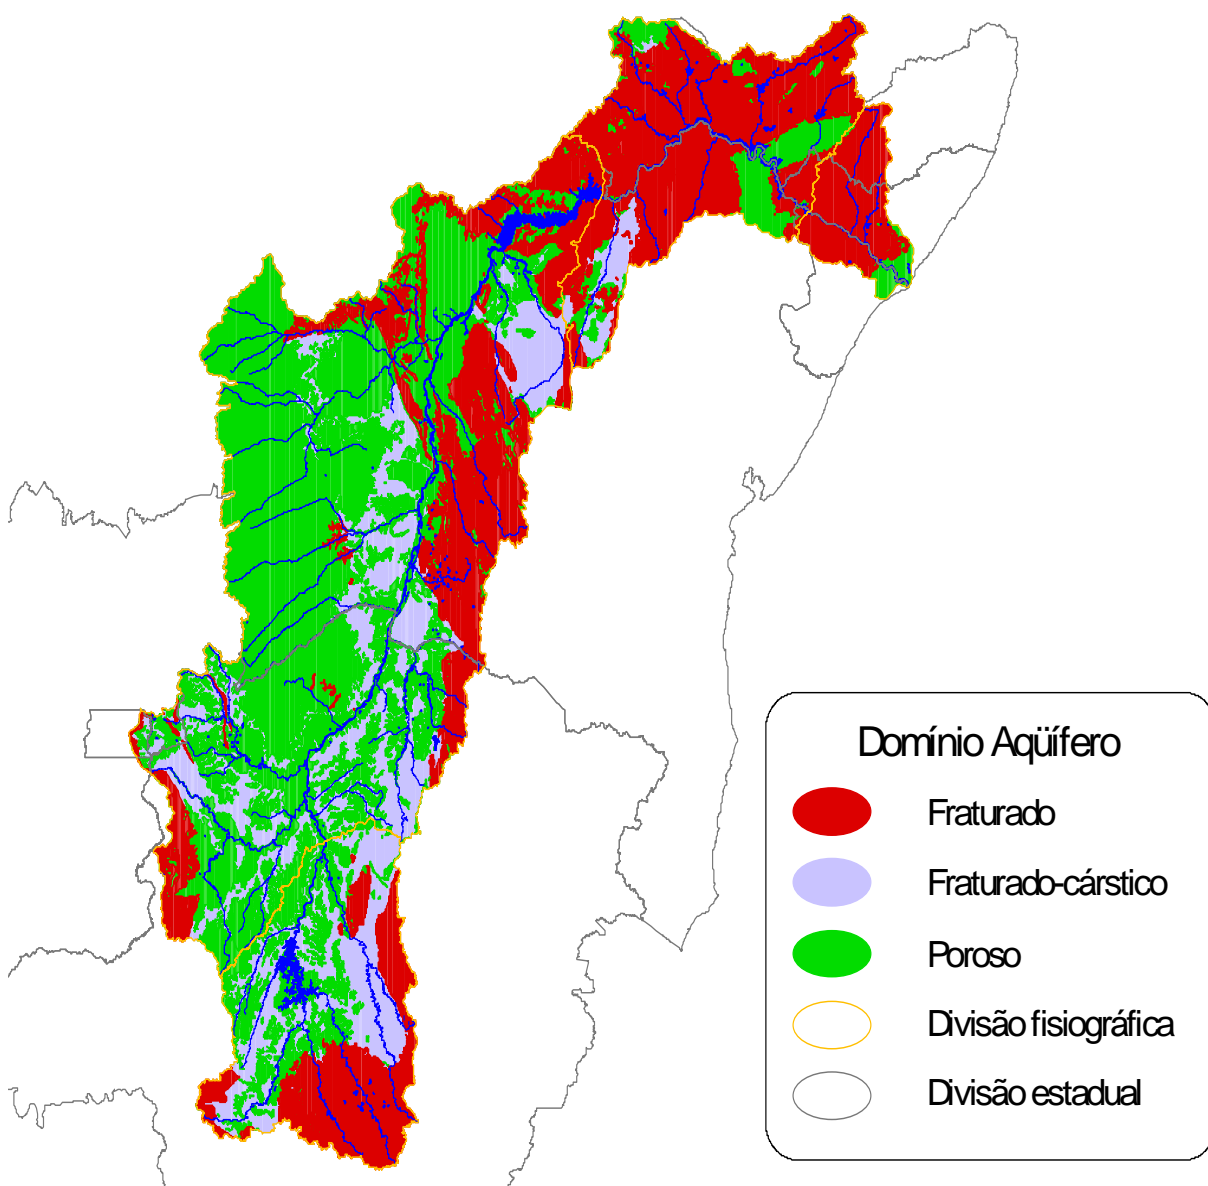 Domínio Aqüífero
Fraturado
Fraturado-cárstico
Poroso
Divisão fisiográfica
Divisão estadual